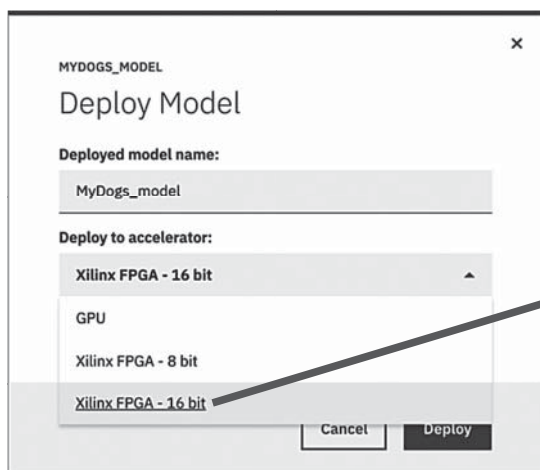 ×
MYDOGS_MODEL
Deploy Model
Deployed model name:
MyDogs_model
Deploy to accelerator:
Xilinx FPGA - 16 bit
GPU
Xilinx FPGA - 8 bit
Xilinx FPGA - 16 bit
Cancel
Deploy